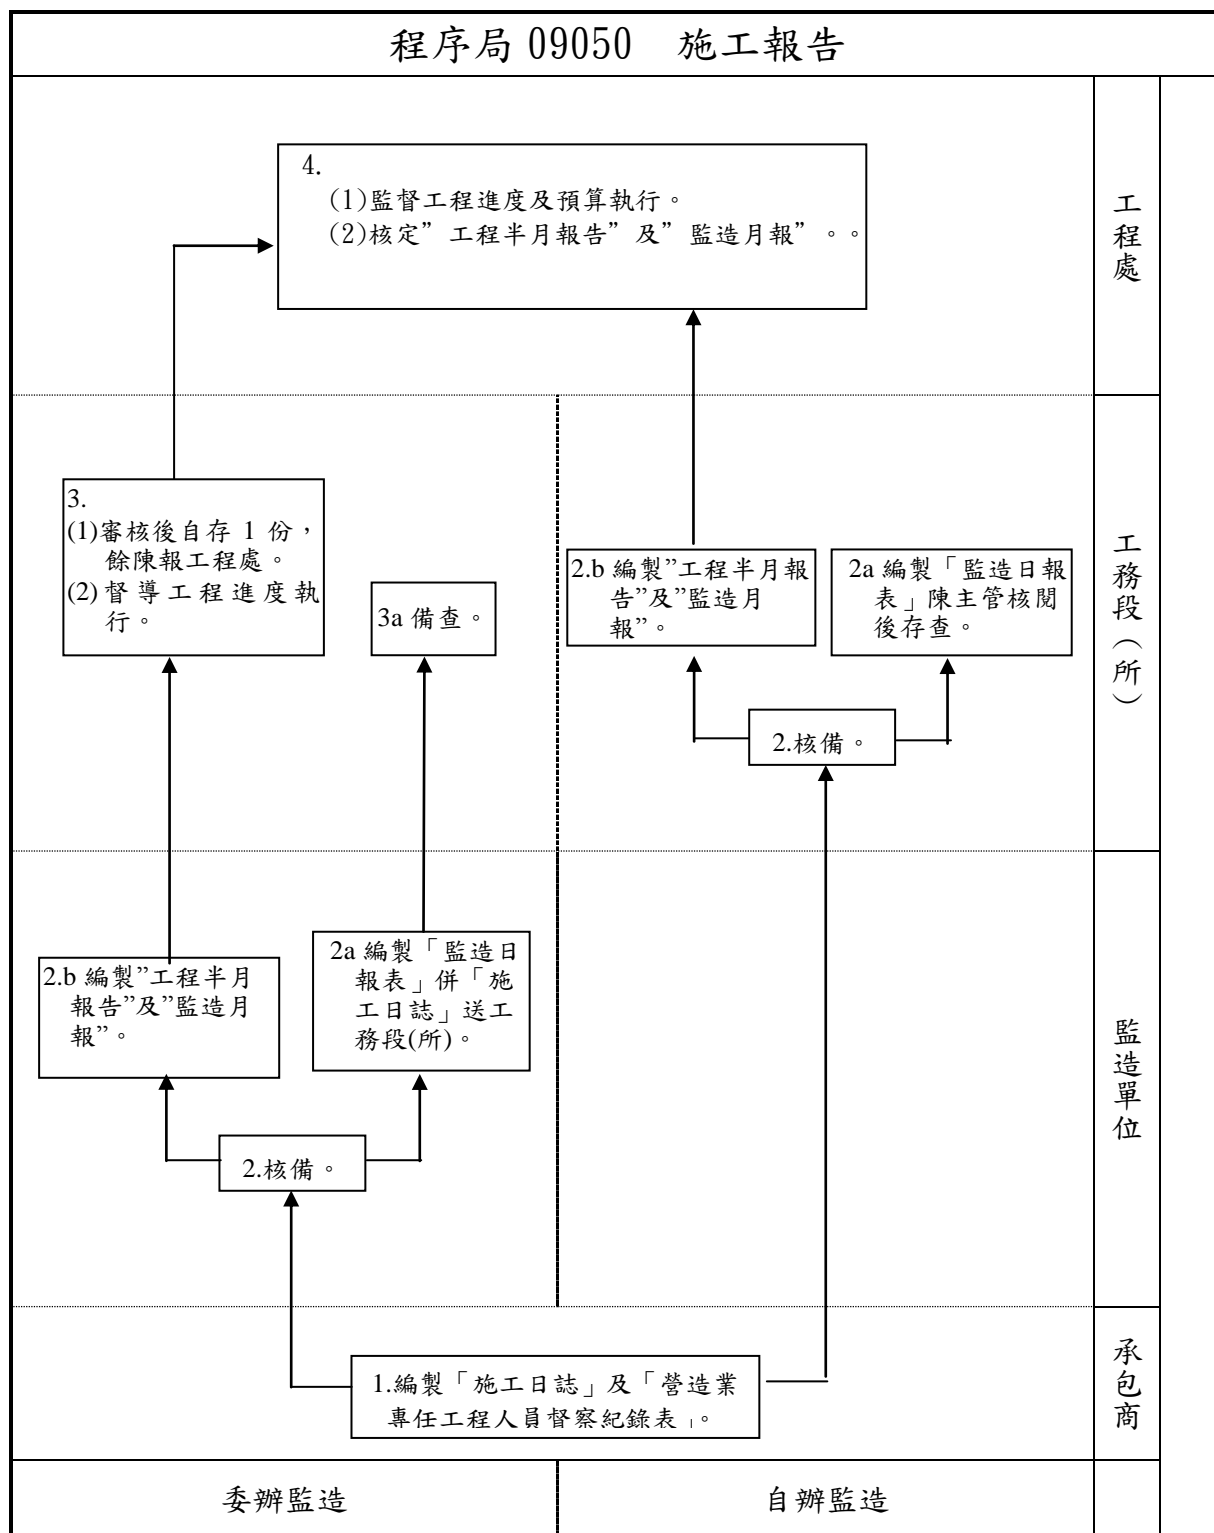 程序局 09050　施工報告
4.
(1)監督工程進度及預算執行。
(2)核定”工程半月報告”及”監造月報”。。
工程處
3.
(1)審核後自存 1 份，
餘陳報工程處。
(2)督導工程進度執
行。
3a 備查。
2.b 編製”工程半月報
告”及”監造月
報”。
2a 編製「監造日報
表」陳主管核閱
後存查。
2.核備。
工務段（所）
2.b 編製”工程半月
報告”及”監造月
報”。
2a 編製「監造日
報表」併「施
工日誌」送工
務段(所)。
2.核備。
監造單位
1.編製「施工日誌」及「營造業
專任工程人員督察紀錄表」。
承包商
委辦監造
自辦監造